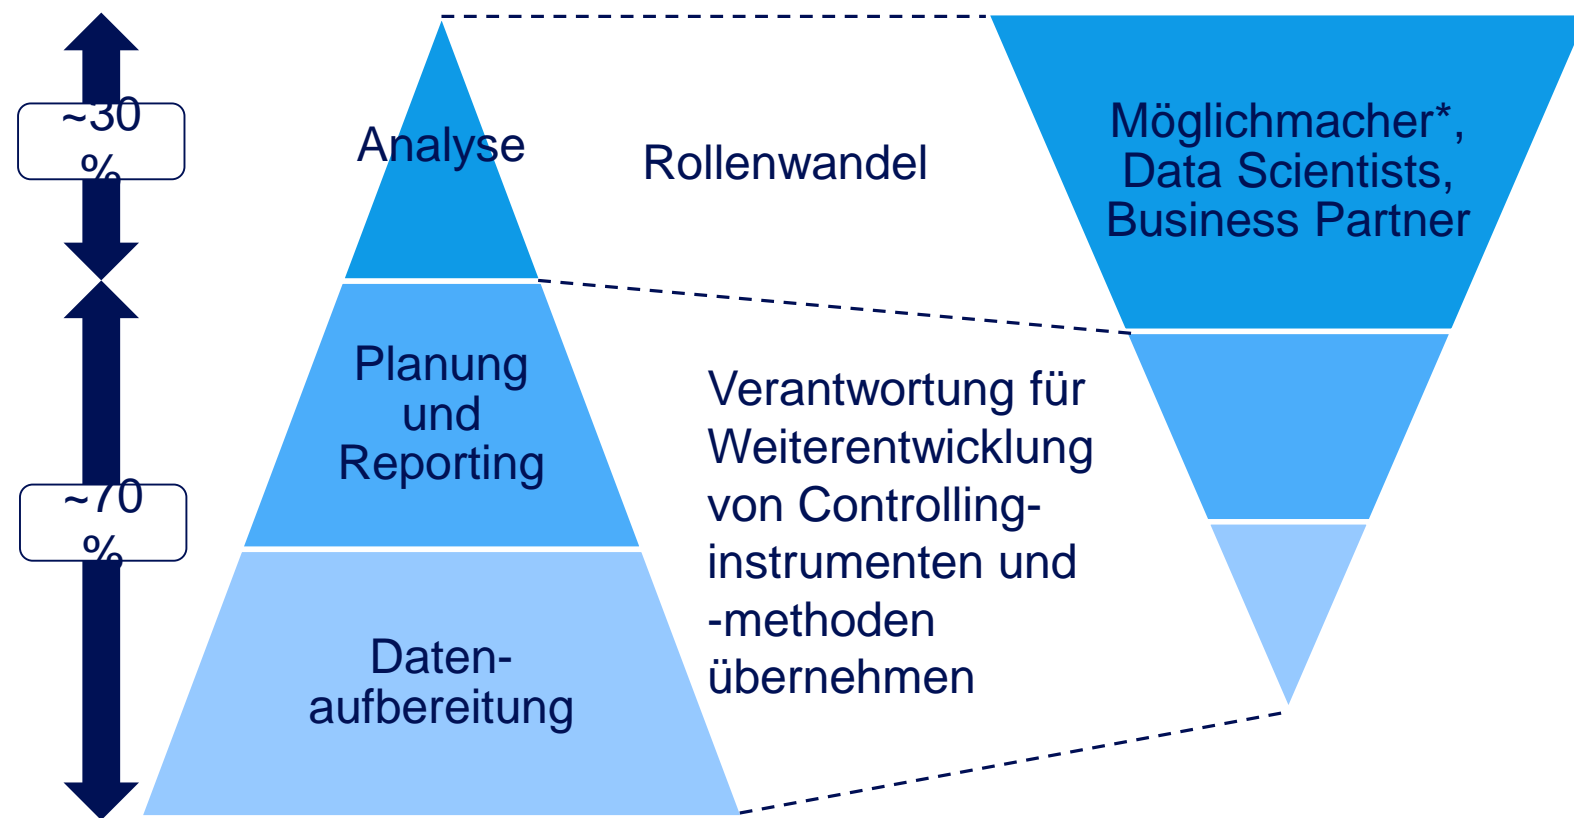 ~30
%
Analyse
Rollenwandel
Möglichmacher*,
Data Scientists,
Business Partner
~70
%
Planung
und
Reporting
Verantwortung für
Weiterentwicklung
von Controlling-
instrumenten und
-methoden
übernehmen
Daten-
aufbereitung